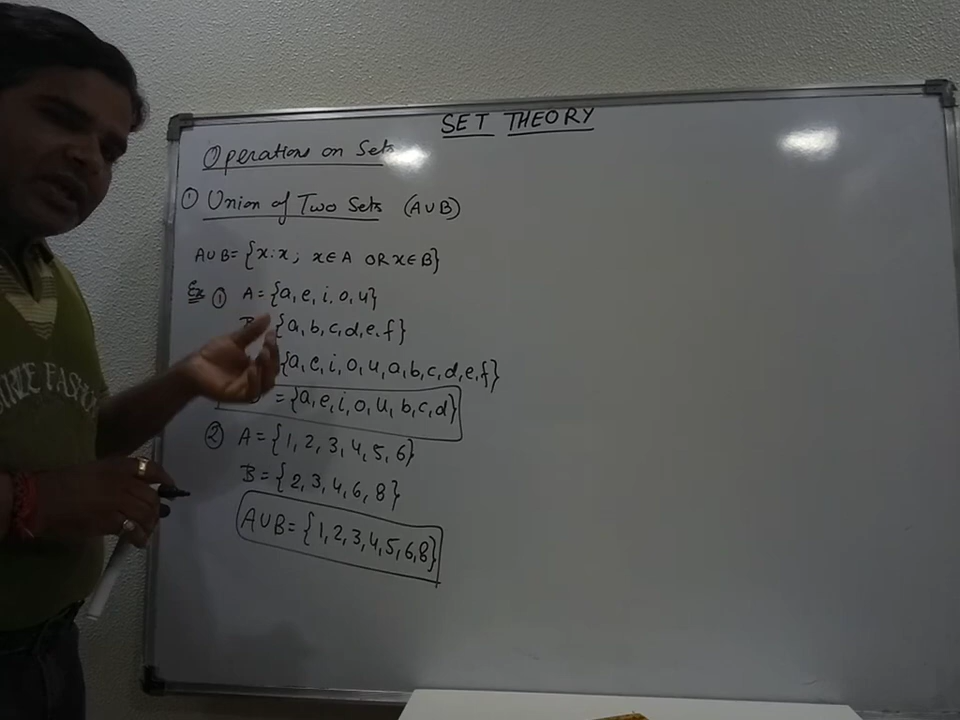 SET THEORY
Operations on Sets
① Union of Two Sets (A∪B)
A∪B = {x : x ; x ∈ A OR x ∈ B}
Ex ① A = {a, e, i, o, u}
{a, b, c, d, e, f}
{a, e, i, o, u, a, b, c, d, e, f}
= {a, e, i, o, u, b, c, d}
② A = {1, 2, 3, 4, 5, 6}
B = {2, 3, 4, 6, 8}
A∪B = {1, 2, 3, 4, 5, 6, 8}